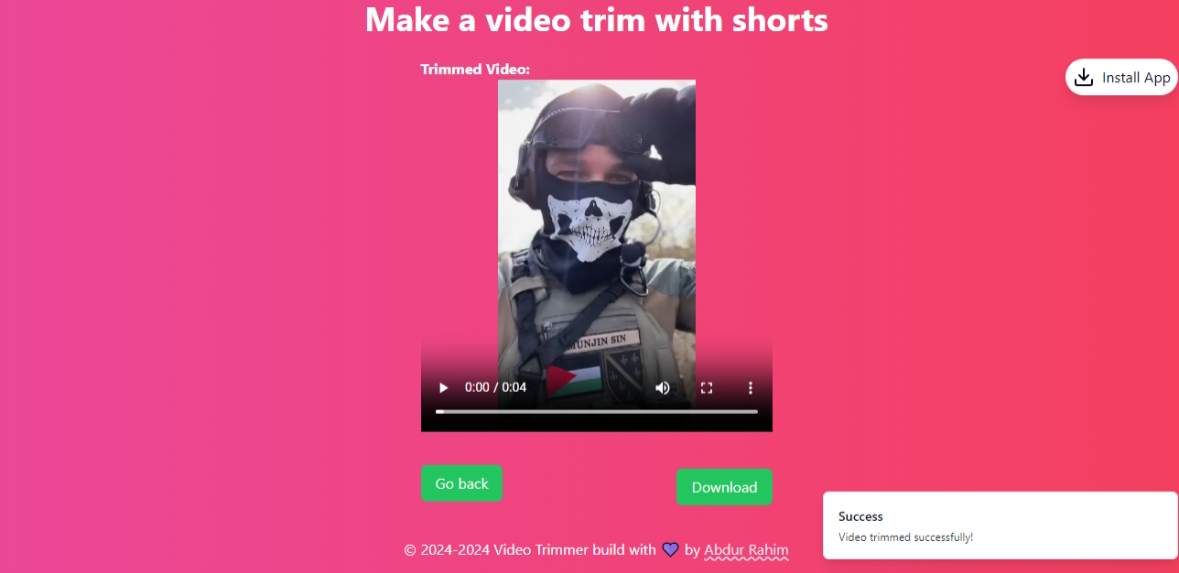 Make a video trim with shorts
Trimmed Video:
Install App
MUNJIN SIN
0:00 / 0:04
Go back
Download
Success
Video trimmed successfully!
© 2024-2024 Video Trimmer build with 💜 by Abdur Rahim